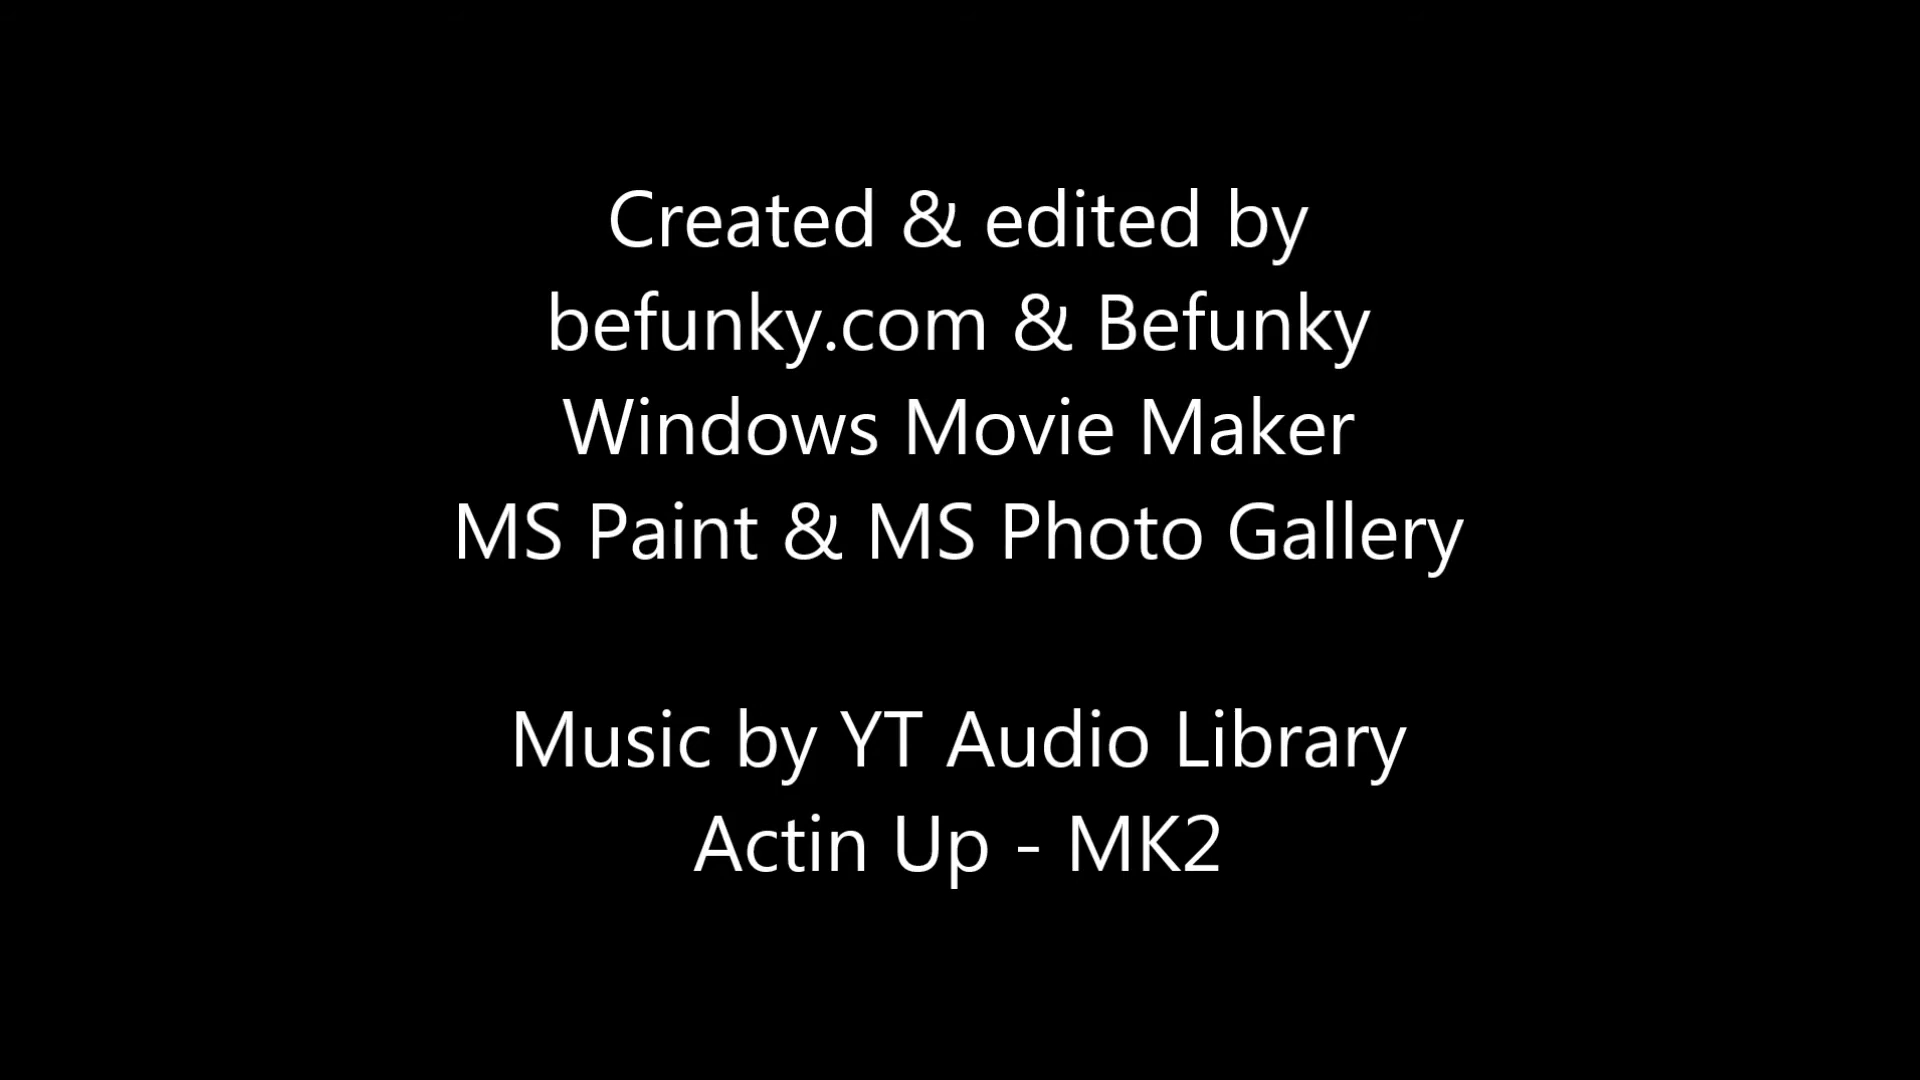 Created & edited by
befunky.com & Befunky
Windows Movie Maker
MS Paint & MS Photo Gallery
Music by YT Audio Library
Actin Up - MK2